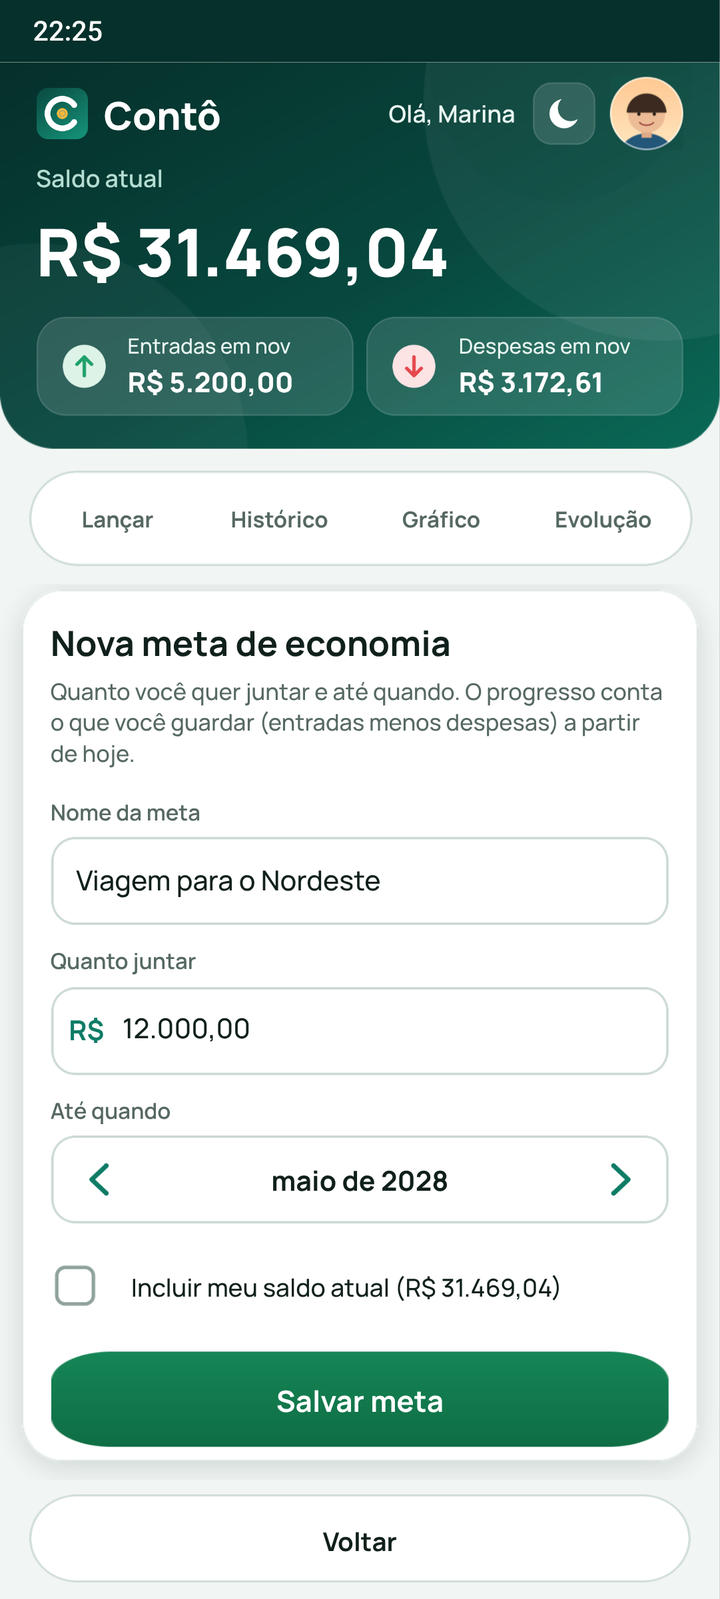 22:25
Contô
Olá, Marina
Saldo atual
R$ 31.469,04
Entradas em nov
R$ 5.200,00
Despesas em nov
R$ 3.172,61
Lançar
Histórico
Gráfico
Evolução
Nova meta de economia
Quanto você quer juntar e até quando. O progresso conta
o que você guardar (entradas menos despesas) a partir
de hoje.
Nome da meta
Viagem para o Nordeste
Quanto juntar
R$ 12.000,00
Até quando
maio de 2028
Incluir meu saldo atual (R$ 31.469,04)
Salvar meta
Voltar